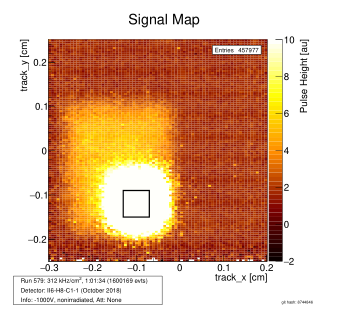 Signal Map
Entries 457977
track_y [cm]
0.2
0.1
0
−0.1
−0.2
−0.3
−0.2
−0.1
0
0.1
0.2
track_x [cm]
Pulse Height [au]
10
8
6
4
2
0
−2
Run 579: 312 kHz/cm², 1:01:34 (1600169 evts)
Detector: II6-H8-C1-1 (October 2018)
Info: -1000V, nonirradiated, Att: None